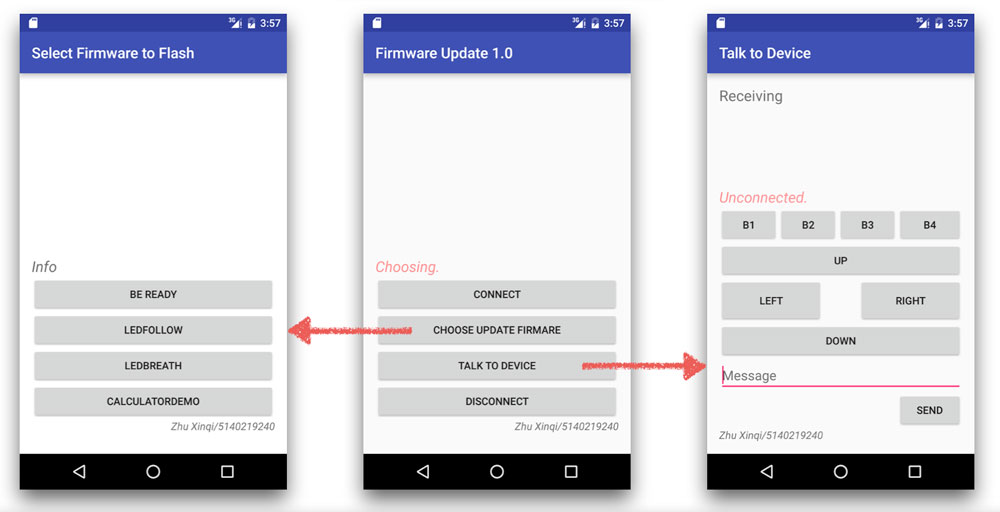 3G 3:57
Select Firmware to Flash
Info
BE READY
LEDFOLLOW
LEDBREATH
CALCULATORDEMO
Zhu Xinqi/5140219240
3G 3:57
Firmware Update 1.0
Choosing.
CONNECT
CHOOSE UPDATE FIRMARE
TALK TO DEVICE
DISCONNECT
Zhu Xinqi/5140219240
3G 3:57
Talk to Device
Receiving
Unconnected.
B1 B2 B3 B4
UP
LEFT RIGHT
DOWN
Message
SEND
Zhu Xinqi/5140219240